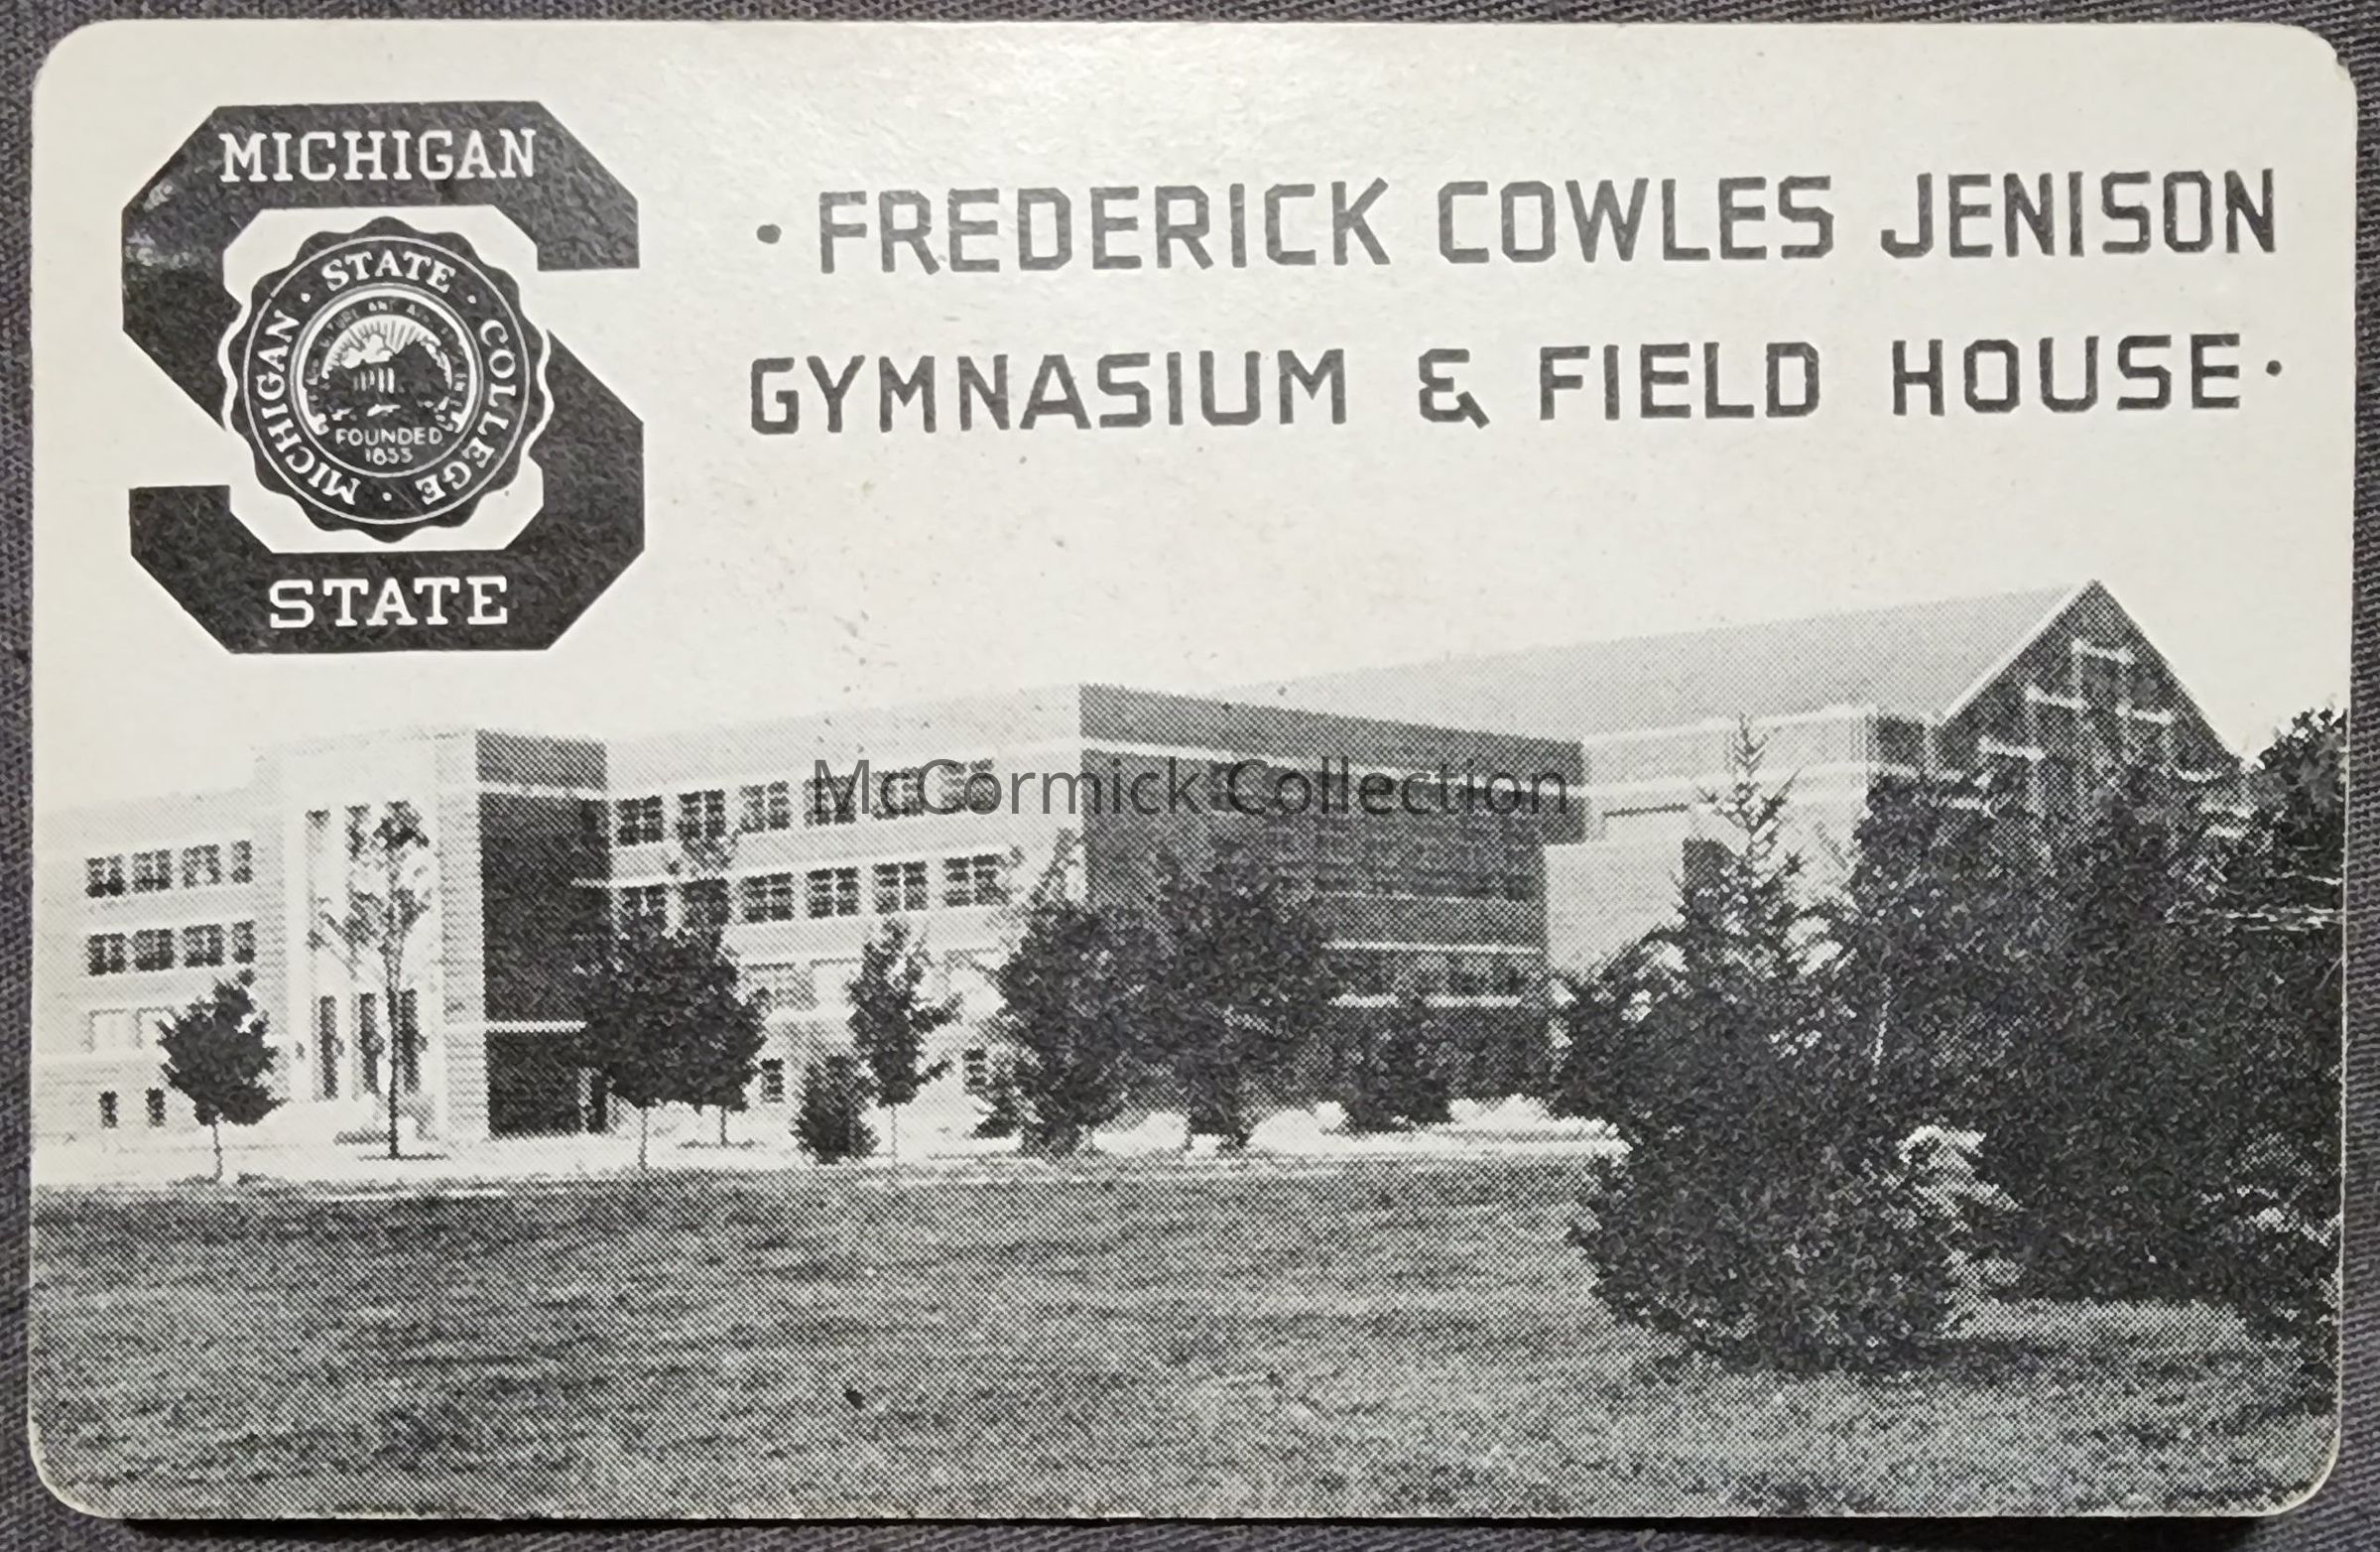 MICHIGAN
· FREDERICK COWLES JENISON
GYMNASIUM & FIELD HOUSE ·
MICHIGAN · STATE · COLLEGE ·
FOUNDED
1855
STATE
McCormick Collection